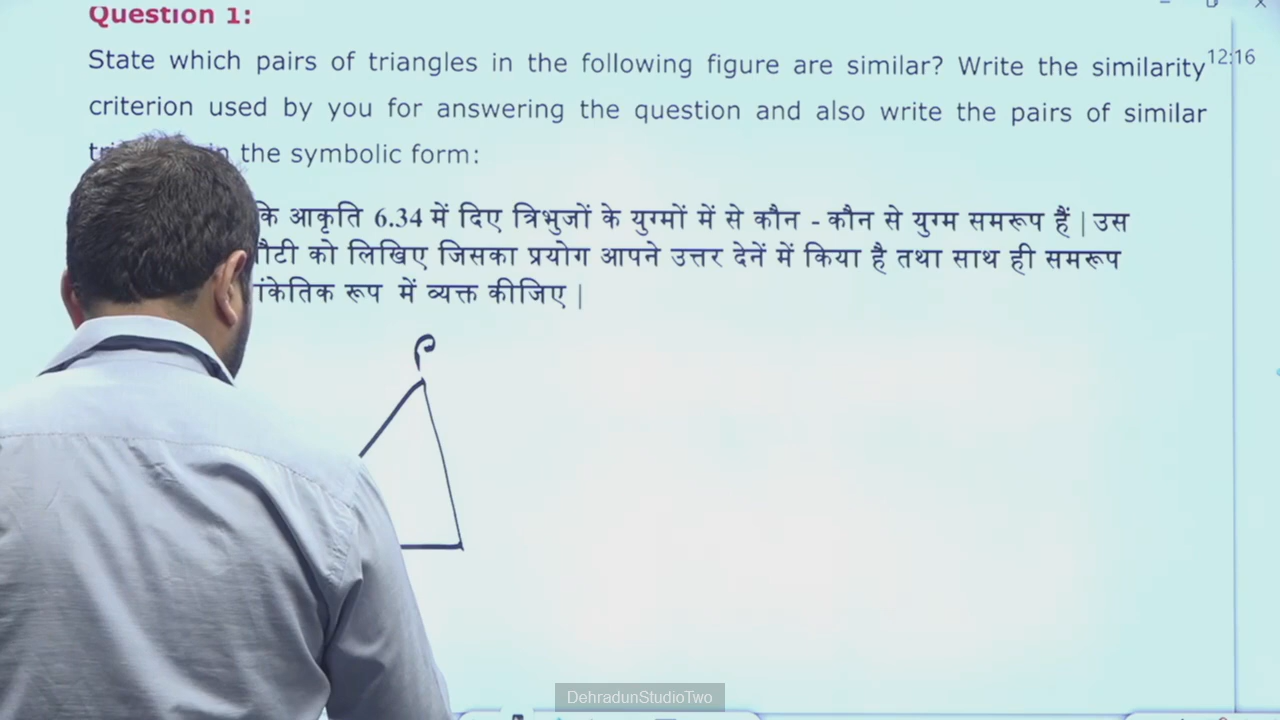 Question 1:
State which pairs of triangles in the following figure are similar? Write the similarity
12:16
criterion used by you for answering the question and also write the pairs of similar
in the symbolic form:
कि आकृति 6.34 में दिए त्रिभुजों के युग्मों में से कौन - कौन से युग्म समरूप हैं | उस
को लिखिए जिसका प्रयोग आपने उत्तर देनें में किया है तथा साथ ही समरूप
रूप में व्यक्त कीजिए |
P
DehradunStudioTwo